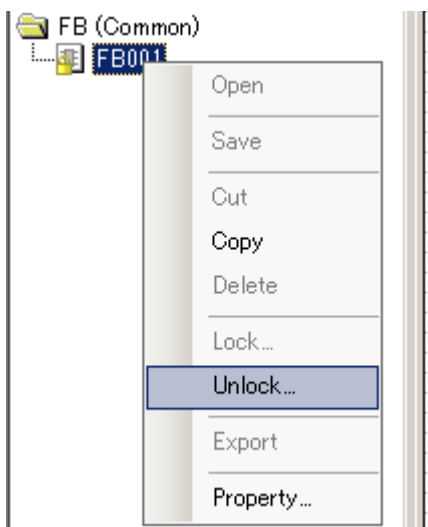 FB (Common)
FB001
Open
Save
Cut
Copy
Delete
Lock...
Unlock...
Export
Property...